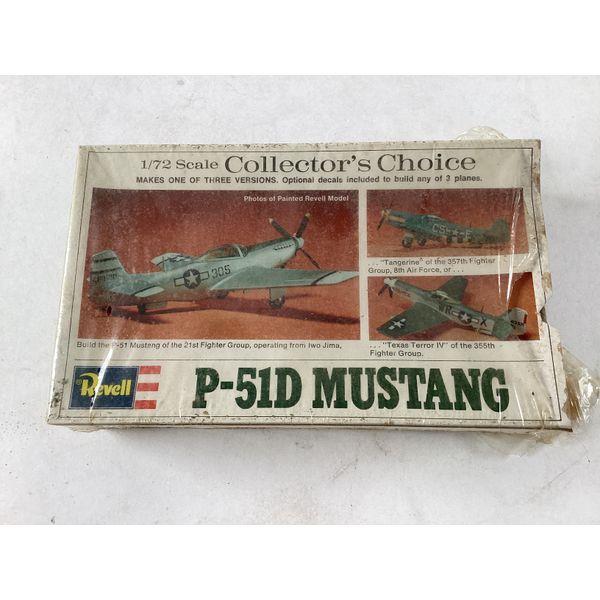 1/72 Scale Collector's Choice
MAKES ONE OF THREE VERSIONS. Optional decals included to build any of 3 planes.
Photos of Painted Revell Model
305
Build the P-51 Mustang of the 21st Fighter Group, operating from Iwo Jima,
C5
. . . "Tangerine" of the 357th Fighter
Group, 8th Air Force, or . . .
WR
X
. . . "Texas Terror IV" of the 355th
Fighter Group.
®Revell
P-51D MUSTANG